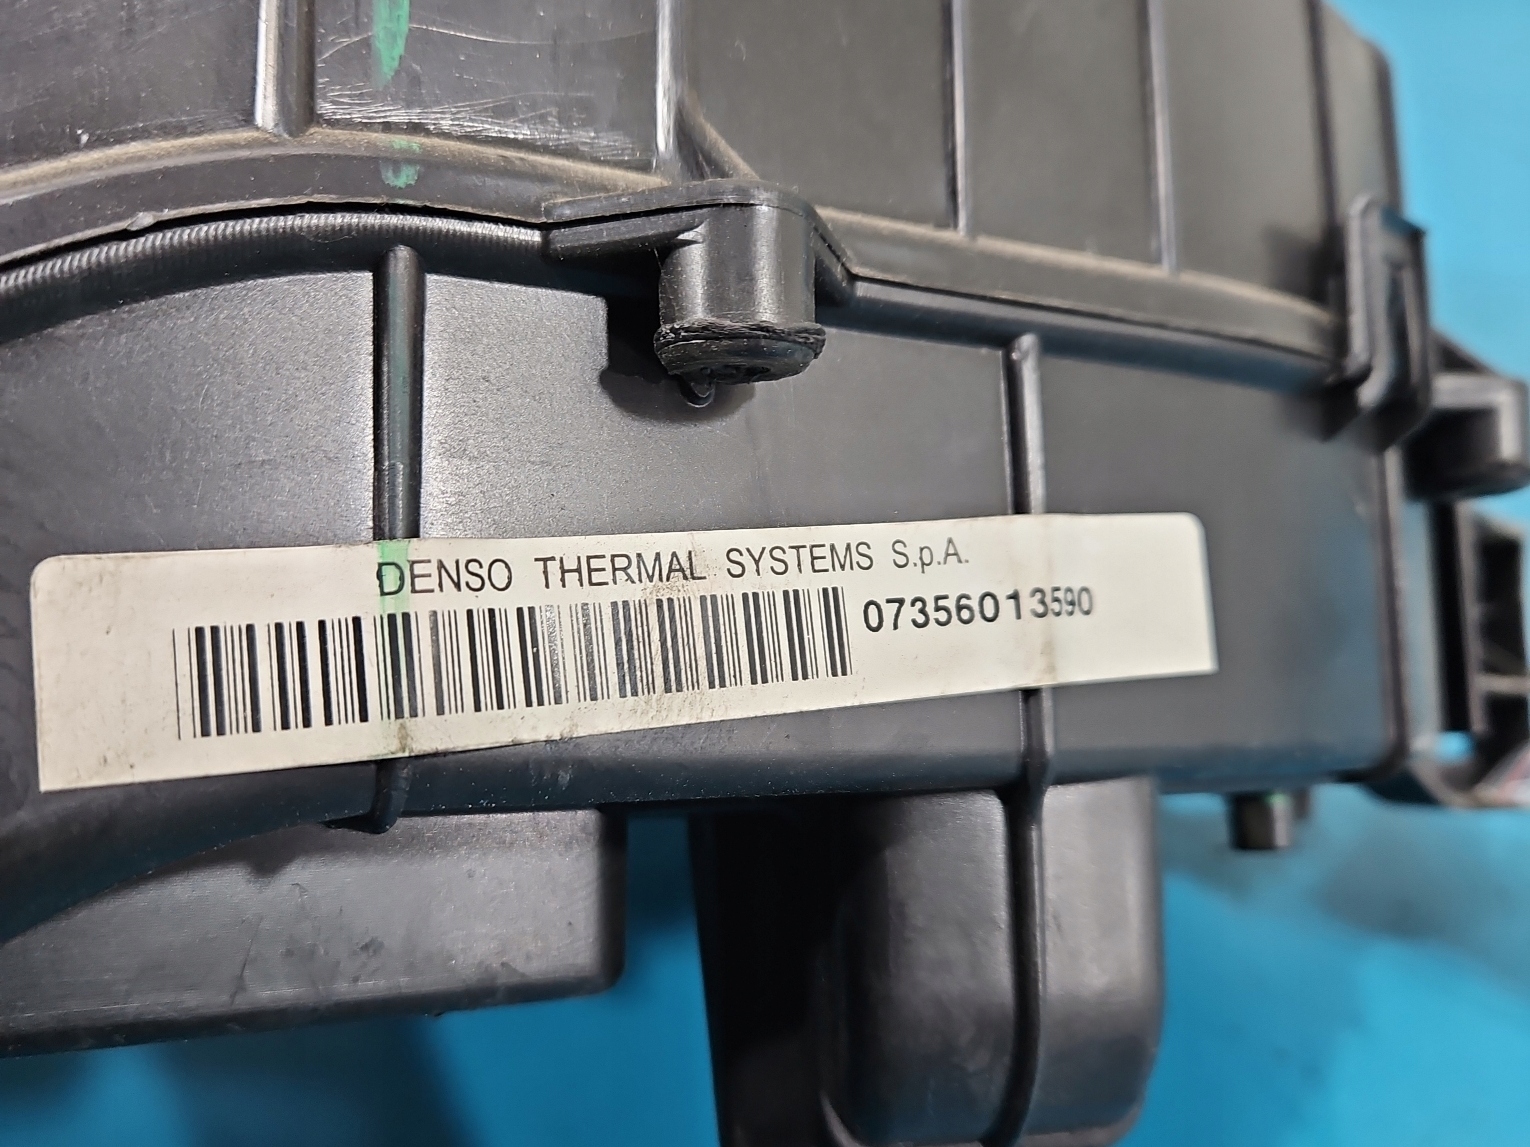 DENSO THERMAL SYSTEMS S.p.A.
07356013590